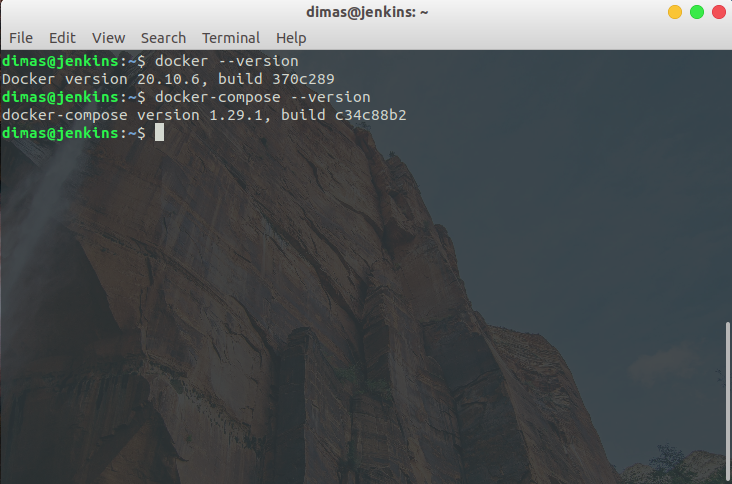 dimas@jenkins: ~
File Edit View Search Terminal Help
dimas@jenkins:~$ docker --version
Docker version 20.10.6, build 370c289
dimas@jenkins:~$ docker-compose --version
docker-compose version 1.29.1, build c34c88b2
dimas@jenkins:~$